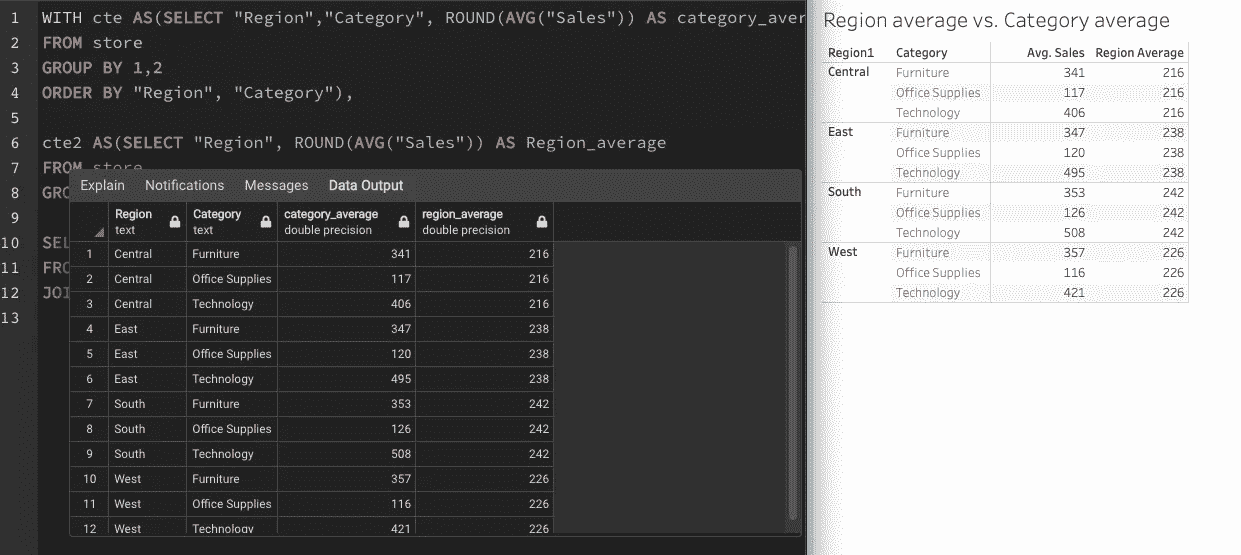 1 WITH cte AS(SELECT "Region","Category", ROUND(AVG("Sales")) AS category_aver
2 FROM store
3 GROUP BY 1,2
4 ORDER BY "Region", "Category"),
5
6 cte2 AS(SELECT "Region", ROUND(AVG("Sales")) AS Region_average
7 FROM store
8 GRO
9
10 SEL
11 FRO
12 JOI
13
Explain Notifications Messages Data Output
Region Category category_average region_average
text text double precision double precision
1 Central Furniture 341 216
2 Central Office Supplies 117 216
3 Central Technology 406 216
4 East Furniture 347 238
5 East Office Supplies 120 238
6 East Technology 495 238
7 South Furniture 353 242
8 South Office Supplies 126 242
9 South Technology 508 242
10 West Furniture 357 226
11 West Office Supplies 116 226
12 West Technology 421 226
Region average vs. Category average
Region1 Category Avg. Sales Region Average
Central Furniture 341 216
Office Supplies 117 216
Technology 406 216
East Furniture 347 238
Office Supplies 120 238
Technology 495 238
South Furniture 353 242
Office Supplies 126 242
Technology 508 242
West Furniture 357 226
Office Supplies 116 226
Technology 421 226